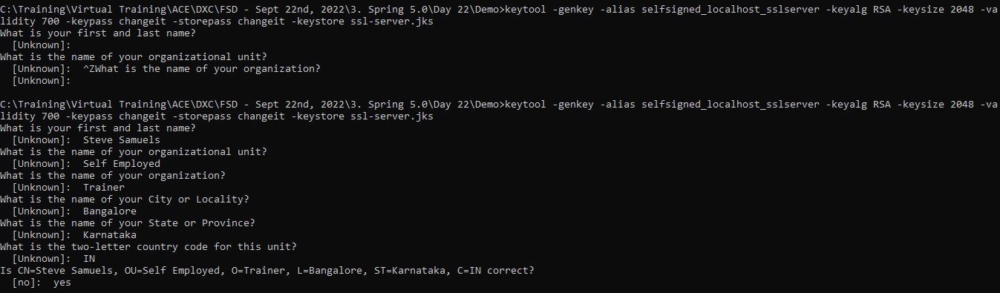 C:\Training\Virtual Training\ACE\DXC\FSD - Sept 22nd, 2022\3. Spring 5.0\Day 22\Demo>keytool -genkey -alias selfsigned_localhost_sslserver -keyalg RSA -keysize 2048 -va
lidity 700 -keypass changeit -storepass changeit -keystore ssl-server.jks
What is your first and last name?
  [Unknown]:
What is the name of your organizational unit?
  [Unknown]:  ^ZWhat is the name of your organization?
  [Unknown]:
C:\Training\Virtual Training\ACE\DXC\FSD - Sept 22nd, 2022\3. Spring 5.0\Day 22\Demo>keytool -genkey -alias selfsigned_localhost_sslserver -keyalg RSA -keysize 2048 -va
lidity 700 -keypass changeit -storepass changeit -keystore ssl-server.jks
What is your first and last name?
  [Unknown]:  Steve Samuels
What is the name of your organizational unit?
  [Unknown]:  Self Employed
What is the name of your organization?
  [Unknown]:  Trainer
What is the name of your City or Locality?
  [Unknown]:  Bangalore
What is the name of your State or Province?
  [Unknown]:  Karnataka
What is the two-letter country code for this unit?
  [Unknown]:  IN
Is CN=Steve Samuels, OU=Self Employed, O=Trainer, L=Bangalore, ST=Karnataka, C=IN correct?
  [no]:  yes